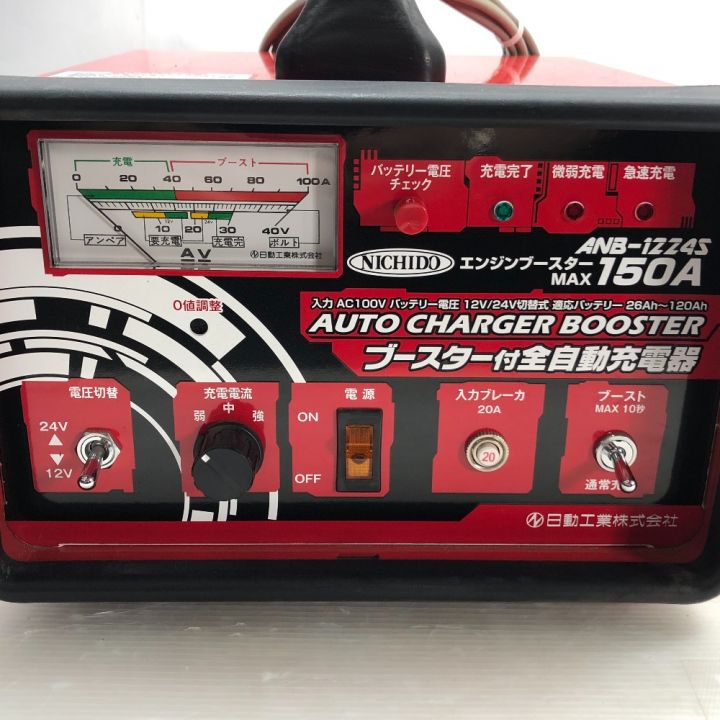 充電 ブースト
0 20 40 60 80 100 A
12V 24V
0 10 20 30 40V
アンペア 要充電 充電完 ボルト
AV
日動工業株式会社
バッテリー電圧
チェック
充電完了
微弱充電
急速充電
ANB-1224S
NICHIDO エンジンブースター
MAX 150A
入力 AC100V バッテリー電圧 12V/24V切替式 適応バッテリー 26Ah~120Ah
AUTO CHARGER BOOSTER
ブースター付全自動充電器
0値調整
電圧切替
24V
12V
充電電流
弱 中 強
電源
ON
OFF
入力ブレーカ
20A
20
ブースト
MAX 10秒
通常充
日動工業株式会社